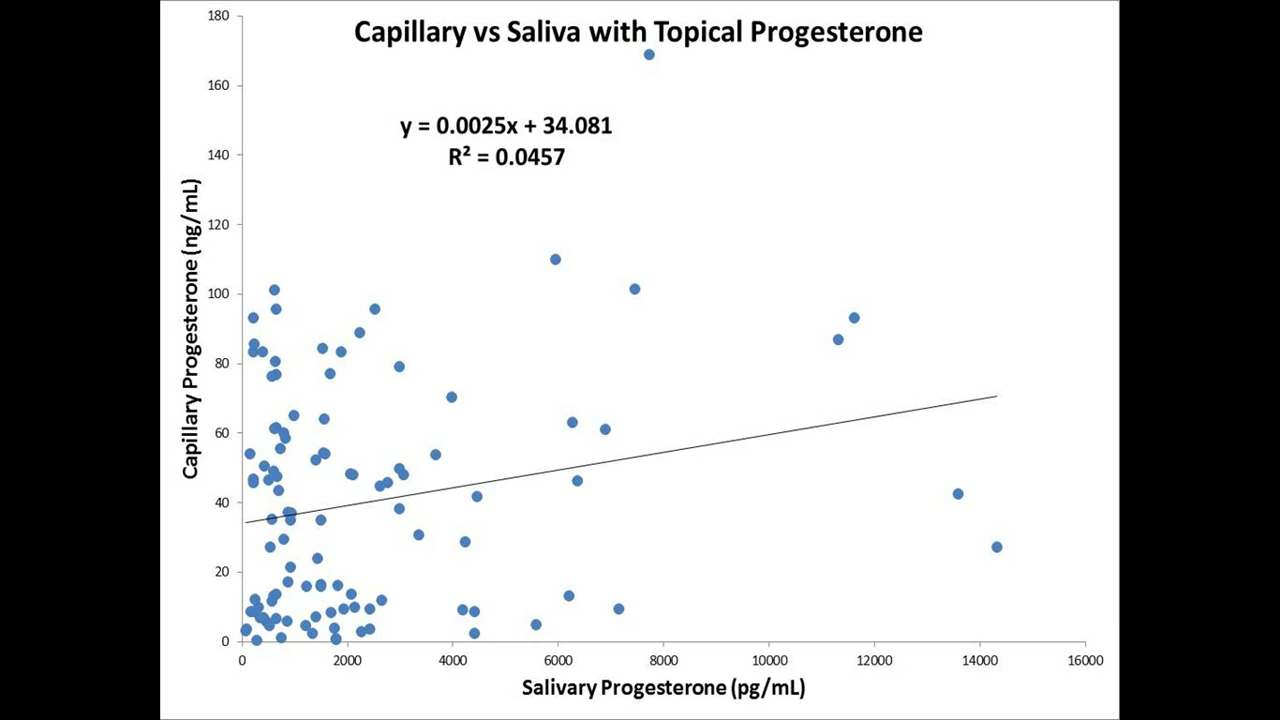 Capillary vs Saliva with Topical Progesterone
y = 0.0025x + 34.081
R² = 0.0457
Capillary Progesterone (ng/mL)
180
160
140
120
100
80
60
40
20
0
0 2000 4000 6000 8000 10000 12000 14000 16000
Salivary Progesterone (pg/mL)